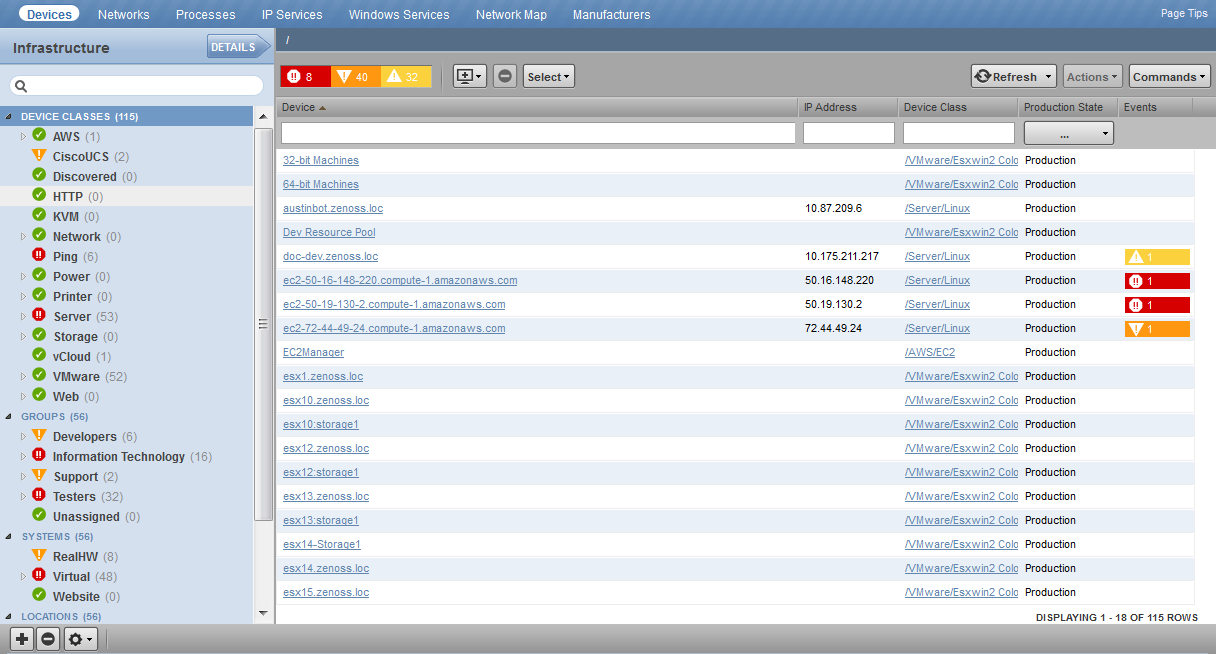 Devices Networks Processes IP Services Windows Services Network Map Manufacturers Page Tips
Infrastructure DETAILS /
8 40 32 Select Refresh Actions Commands
Device IP Address Device Class Production State Events
...
DEVICE CLASSES (115)
AWS (1)
CiscoUCS (2)
Discovered (0)
HTTP (0)
KVM (0)
Network (0)
Ping (6)
Power (0)
Printer (0)
Server (53)
Storage (0)
vCloud (1)
VMware (52)
Web (0)
GROUPS (56)
Developers (6)
Information Technology (16)
Support (2)
Testers (32)
Unassigned (0)
SYSTEMS (56)
RealHW (8)
Virtual (48)
Website (0)
LOCATIONS (56)
32-bit Machines /VMware/Esxwin2 Colo Production
64-bit Machines /VMware/Esxwin2 Colo Production
austinbot.zenoss.loc 10.87.209.6 /Server/Linux Production
Dev Resource Pool /VMware/Esxwin2 Colo Production
doc-dev.zenoss.loc 10.175.211.217 /Server/Linux Production 1
ec2-50-16-148-220.compute-1.amazonaws.com 50.16.148.220 /Server/Linux Production 1
ec2-50-19-130-2.compute-1.amazonaws.com 50.19.130.2 /Server/Linux Production 1
ec2-72-44-49-24.compute-1.amazonaws.com 72.44.49.24 /Server/Linux Production 1
EC2Manager /AWS/EC2 Production
esx1.zenoss.loc /VMware/Esxwin2 Colo Production
esx10.zenoss.loc /VMware/Esxwin2 Colo Production
esx10:storage1 /VMware/Esxwin2 Colo Production
esx12.zenoss.loc /VMware/Esxwin2 Colo Production
esx12:storage1 /VMware/Esxwin2 Colo Production
esx13.zenoss.loc /VMware/Esxwin2 Colo Production
esx13:storage1 /VMware/Esxwin2 Colo Production
esx14-Storage1 /VMware/Esxwin2 Colo Production
esx14.zenoss.loc /VMware/Esxwin2 Colo Production
esx15.zenoss.loc /VMware/Esxwin2 Colo Production
DISPLAYING 1 - 18 OF 115 ROWS